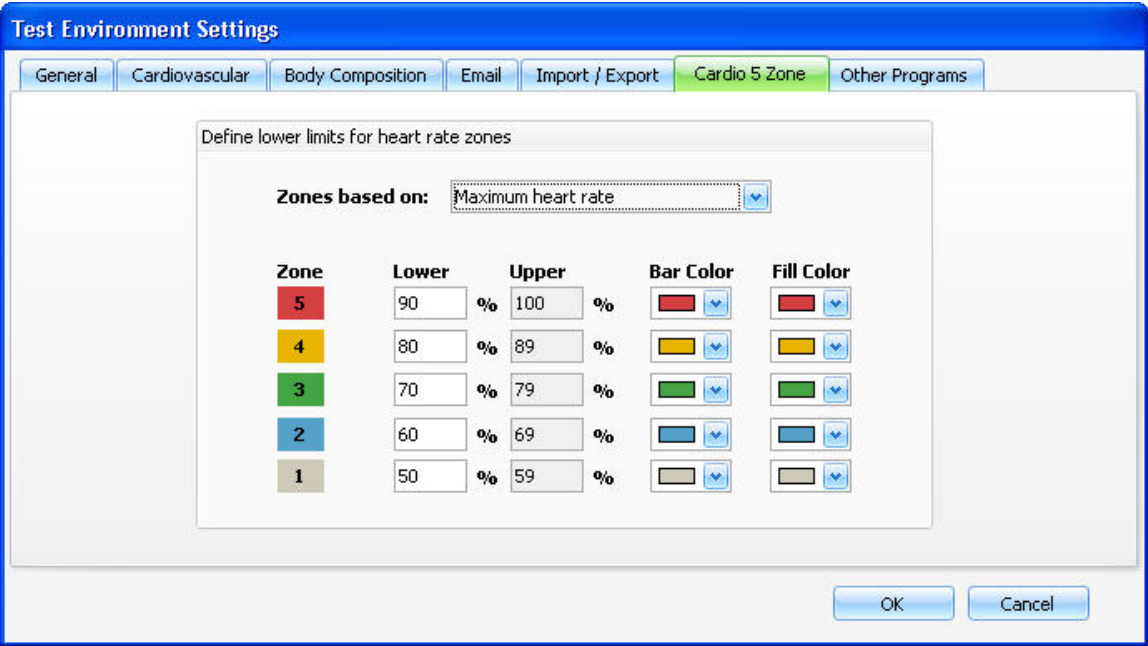 Test Environment Settings
General Cardiovascular Body Composition Email Import / Export Cardio 5 Zone Other Programs
Define lower limits for heart rate zones
Zones based on: Maximum heart rate
Zone Lower Upper Bar Color Fill Color
5 90 % 100 %
4 80 % 89 %
3 70 % 79 %
2 60 % 69 %
1 50 % 59 %
OK Cancel